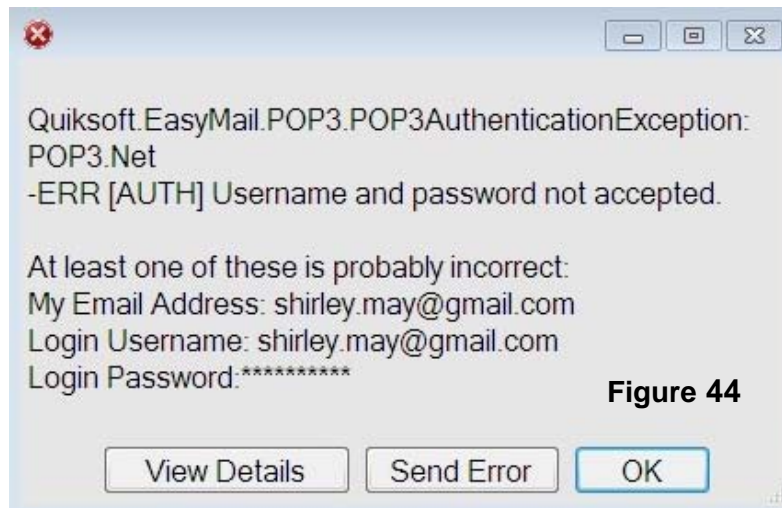 Quiksoft.EasyMail.POP3.POP3AuthenticationException:
POP3.Net
-ERR [AUTH] Username and password not accepted.
At least one of these is probably incorrect:
My Email Address: shirley.may@gmail.com
Login Username: shirley.may@gmail.com
Login Password:**********
Figure 44
View Details
Send Error
OK